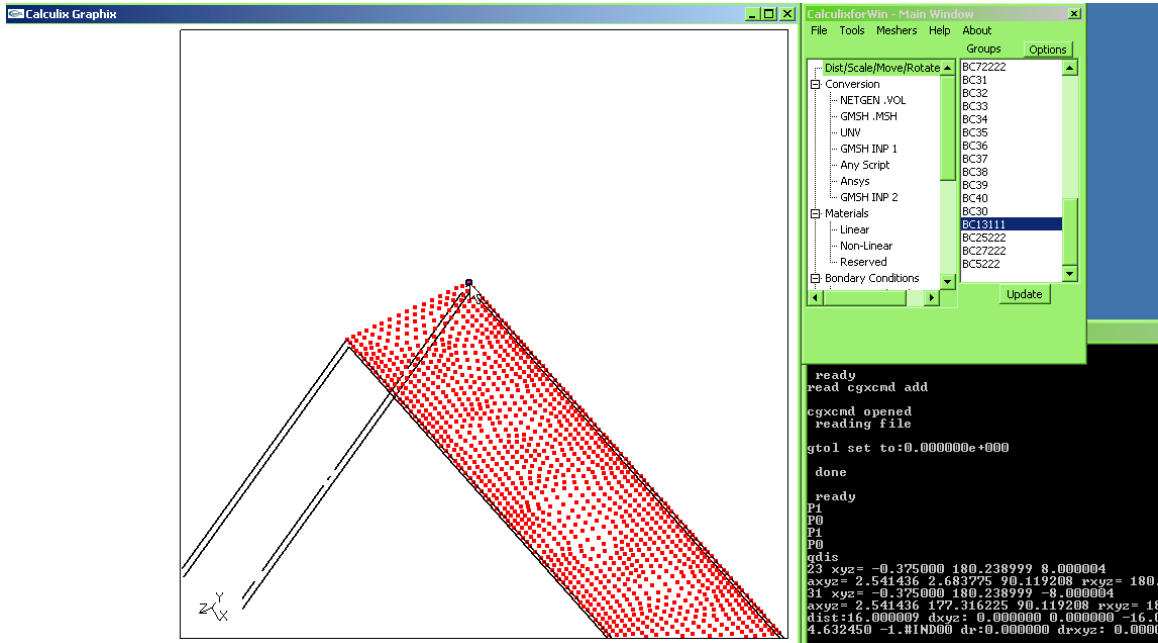 Calculix Graphix
Z Y X
CalculixforWin - Main Window
File Tools Meshers Help About
Groups Options
Dist/Scale/Move/Rotate
Conversion
NETGEN .VOL
GMSH .MSH
UNV
GMSH INP 1
Any Script
Ansys
GMSH INP 2
Materials
Linear
Non-Linear
Reserved
Bondary Conditions
BC72222
BC31
BC32
BC33
BC34
BC35
BC36
BC37
BC38
BC39
BC40
BC30
BC13111
BC25222
BC27222
BC5222
Update
ready
read cgxcmd add
cgxcmd opened
reading file
gtol set to:0.000000e+000
done
ready
P1
P0
P1
P0
qdis
23 xyz= -0.375000 180.238999 8.000004
axyz= 2.541436 2.683775 90.119208 rxyz= 180.
31 xyz= -0.375000 180.238999 -8.000004
axyz= 2.541436 177.316225 90.119208 rxyz= 18
dist:16.000009 dxyz: 0.000000 0.000000 -16.0
4.632450 -1.#IND00 dr:0.000000 drxyz: 0.0000